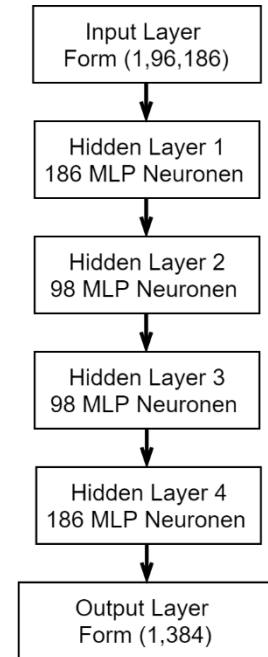 Input Layer
Form (1,96,186)
Hidden Layer 1
186 MLP Neuronen
Hidden Layer 2
98 MLP Neuronen
Hidden Layer 3
98 MLP Neuronen
Hidden Layer 4
186 MLP Neuronen
Output Layer
Form (1,384)